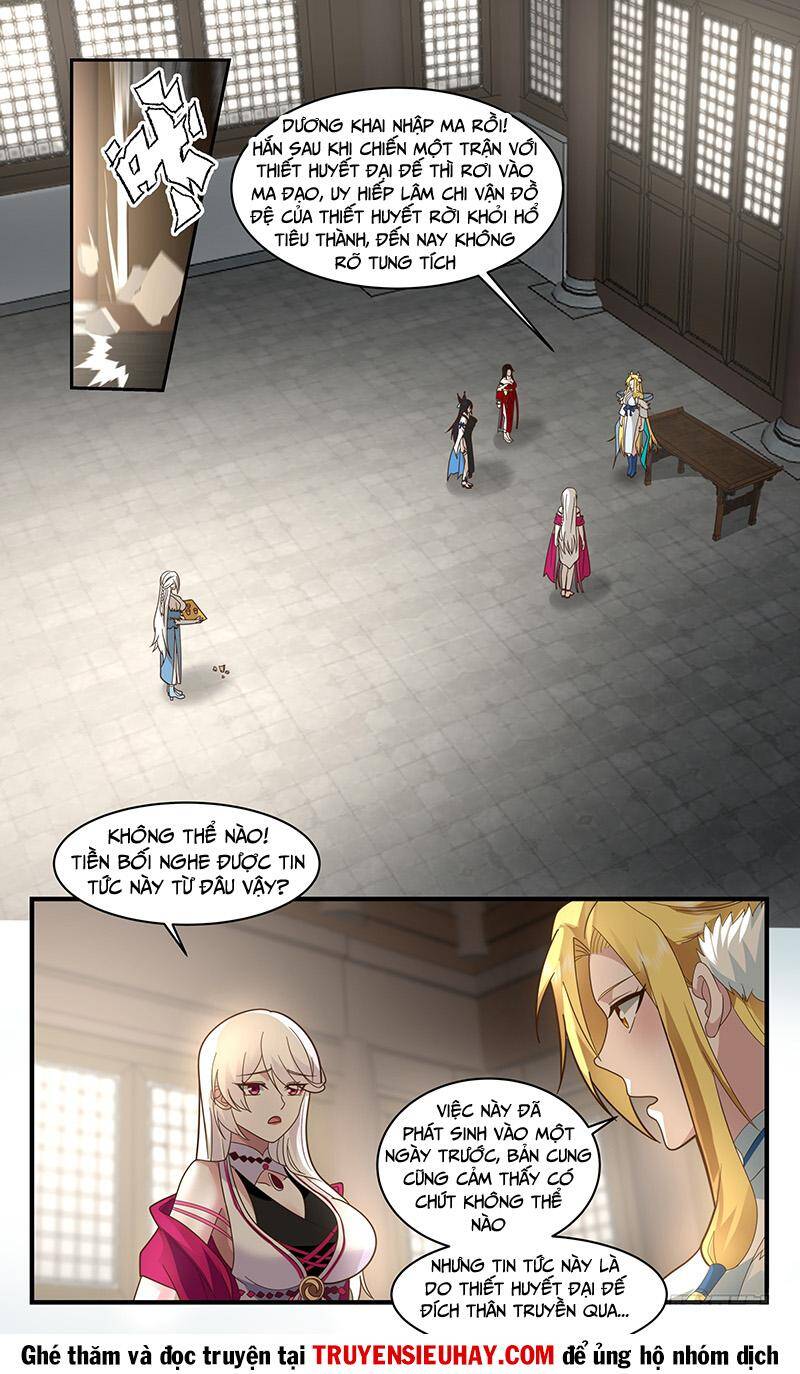 DƯƠNG KHAI NHẬP MA RỒI!
HẮN SAU KHI CHIẾN MỘT TRẬN VỚI
THIẾT HUYẾT ĐẠI ĐẾ THÌ RƠI VÀO
MA ĐẠO, UY HIẾP LÂM CHI VẬN ĐỒ
ĐỆ CỦA THIẾT HUYẾT RỜI KHỎI HỔ
TIÊU THÀNH, ĐẾN NAY KHÔNG
RÕ TUNG TÍCH
KHÔNG THỂ NÀO!
TIỀN BỐI NGHE ĐƯỢC TIN
TỨC NÀY TỪ ĐÂU VẬY?
VIỆC NÀY ĐÃ
PHÁT SINH VÀO MỘT
NGÀY TRƯỚC, BẢN CUNG
CŨNG CẢM THẤY CÓ
CHÚT KHÔNG THỂ
NÀO
NHƯNG TIN TỨC NÀY LÀ
DO THIẾT HUYẾT ĐẠI ĐẾ
ĐÍCH THÂN TRUYỀN QUA...
Ghé thăm và đọc truyện tại TRUYENSIEUHAY.COM để ủng hộ nhóm dịch